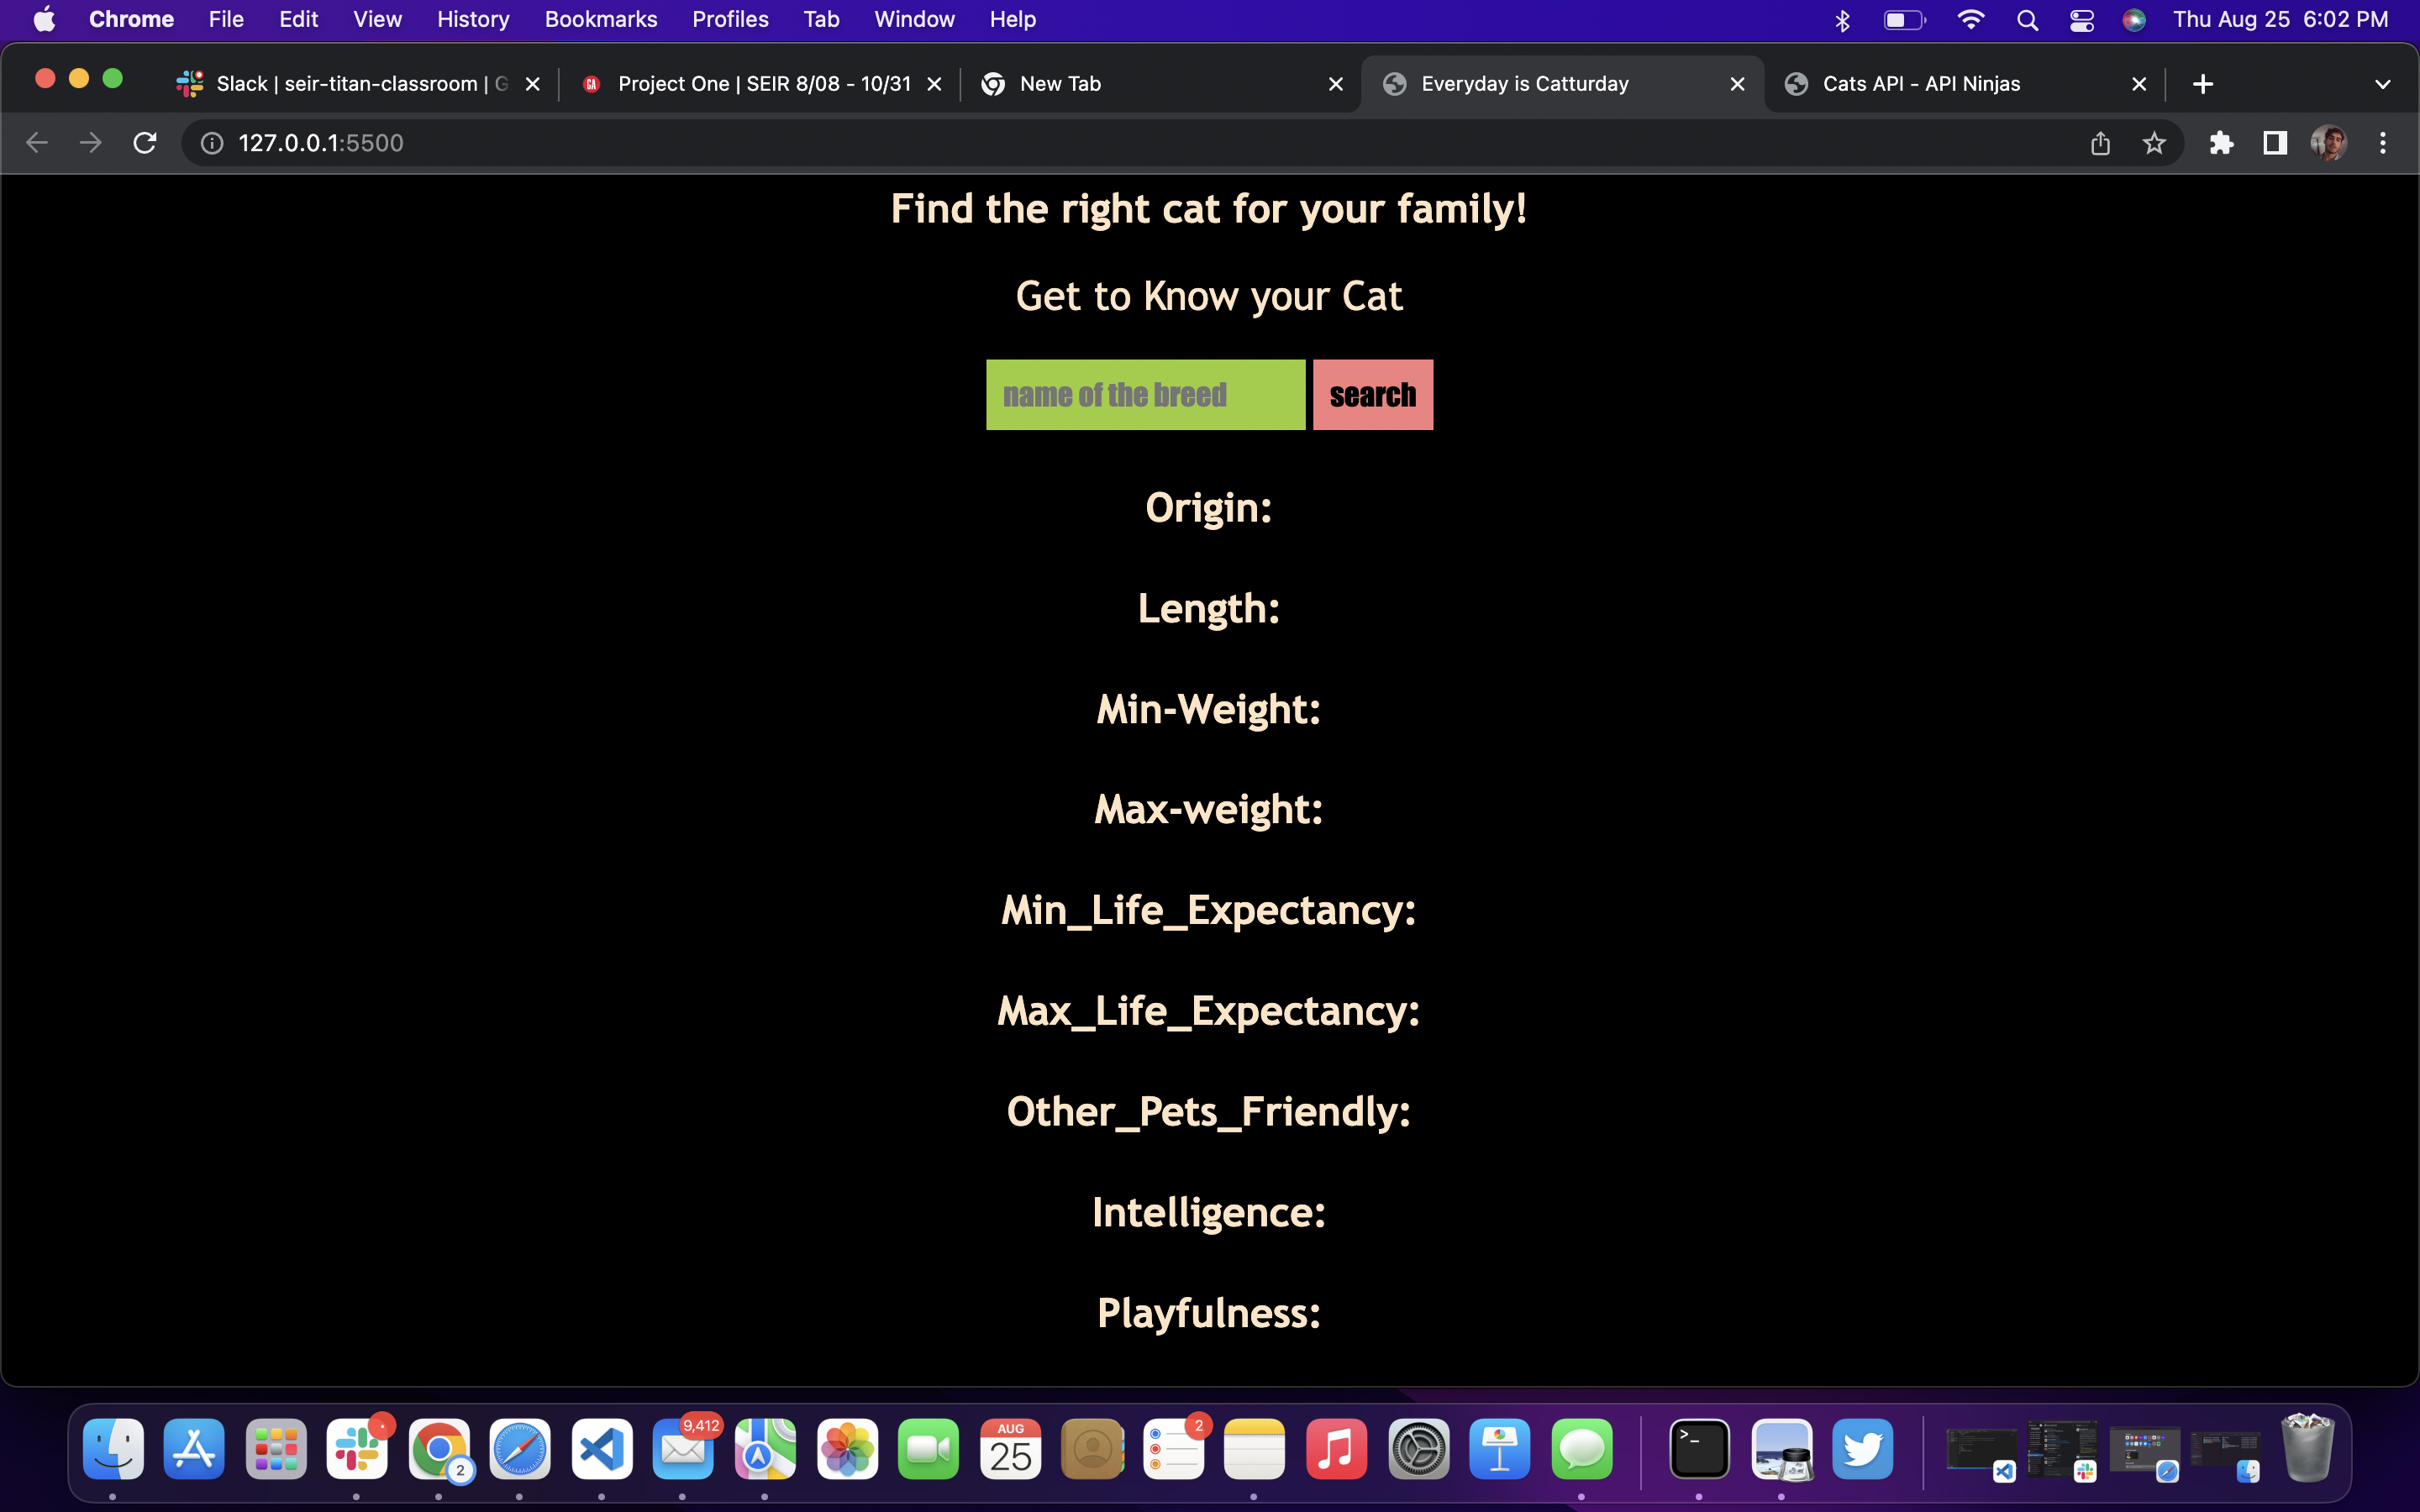 Chrome File Edit View History Bookmarks Profiles Tab Window Help Thu Aug 25 6:02 PM
Slack | seir-titan-classroom | G Project One | SEIR 8/08 - 10/31 New Tab Everyday is Catturday Cats API - API Ninjas
127.0.0.1:5500
Find the right cat for your family!
Get to Know your Cat
name of the breed search
Origin:
Length:
Min-Weight:
Max-weight:
Min_Life_Expectancy:
Max_Life_Expectancy:
Other_Pets_Friendly:
Intelligence:
Playfulness:
9,412
AUG
25
2
2